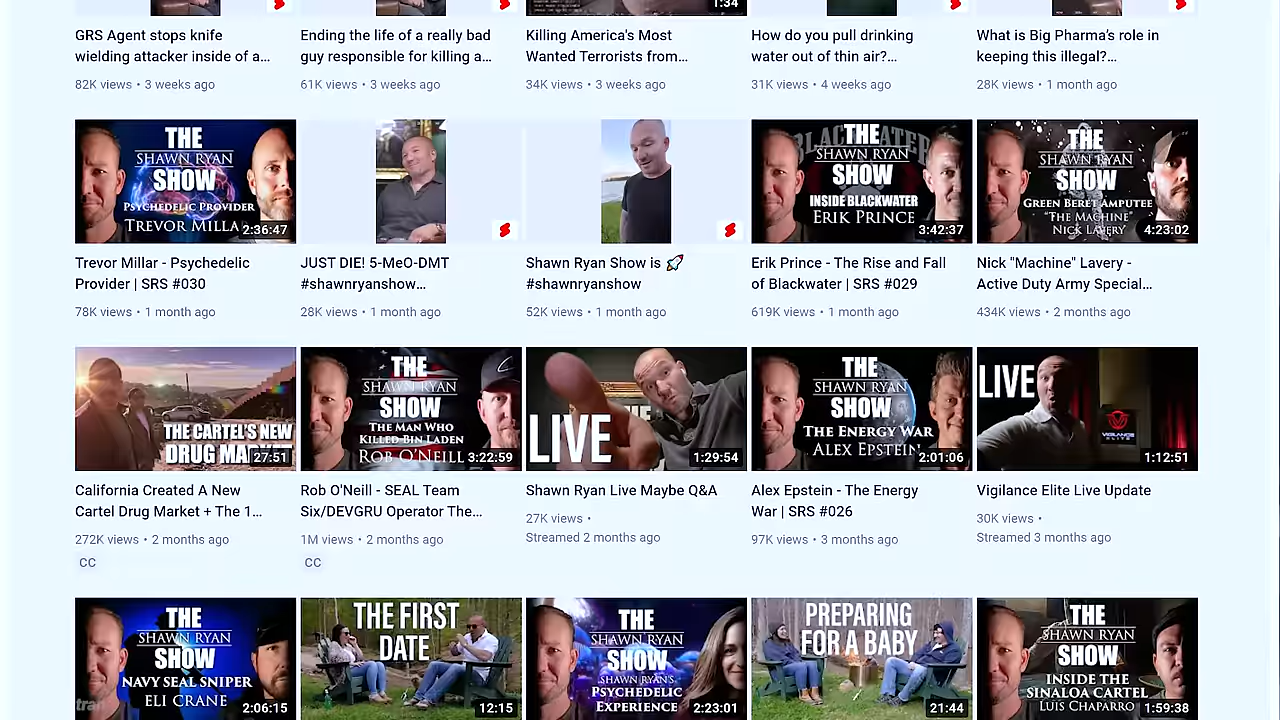 1:34
GRS Agent stops knife
wielding attacker inside of a...
82K views • 3 weeks ago
Ending the life of a really bad
guy responsible for killing a...
61K views • 3 weeks ago
Killing America's Most
Wanted Terrorists from...
34K views • 3 weeks ago
How do you pull drinking
water out of thin air?...
31K views • 4 weeks ago
What is Big Pharma's role in
keeping this illegal?...
28K views • 1 month ago
THE
SHAWN RYAN
SHOW
PSYCHEDELIC PROVIDER
TREVOR MILLA
2:36:47
Trevor Millar - Psychedelic
Provider | SRS #030
78K views • 1 month ago
JUST DIE! 5-MeO-DMT
#shawnryanshow...
28K views • 1 month ago
Shawn Ryan Show is 🚀
#shawnryanshow
52K views • 1 month ago
THE
SHAWN RYAN
SHOW
INSIDE BLACKWATER
ERIK PRINCE
3:42:37
Erik Prince - The Rise and Fall
of Blackwater | SRS #029
619K views • 1 month ago
THE
SHAWN RYAN
SHOW
GREEN BERET AMPUTEE
"THE MACHINE"
NICK LAVERY
4:23:02
Nick "Machine" Lavery -
Active Duty Army Special...
434K views • 2 months ago
THE CARTEL'S NEW
DRUG MA
27:51
California Created A New
Cartel Drug Market + The 1...
272K views • 2 months ago
CC
THE
SHAWN RYAN
SHOW
THE MAN WHO
KILLED BIN LADEN
ROB O'NEILL
3:22:59
Rob O'Neill - SEAL Team
Six/DEVGRU Operator The...
1M views • 2 months ago
CC
LIVE
1:29:54
Shawn Ryan Live Maybe Q&A
27K views •
Streamed 2 months ago
THE
SHAWN RYAN
SHOW
THE ENERGY WAR
ALEX EPSTEIN
2:01:06
Alex Epstein - The Energy
War | SRS #026
97K views • 3 months ago
LIVE
VIGILANCE
ELITE
1:12:51
Vigilance Elite Live Update
30K views •
Streamed 3 months ago
THE
SHAWN RYAN
SHOW
NAVY SEAL SNIPER
ELI CRANE
2:06:15
THE FIRST
DATE
12:15
THE
SHAWN RYAN
SHOW
SHAWN RYAN'S
PSYCHEDELIC
EXPERIENCE
2:23:01
PREPARING
FOR A BABY
21:44
THE
SHAWN RYAN
SHOW
INSIDE THE
SINALOA CARTEL
LUIS CHAPARRO
1:59:38